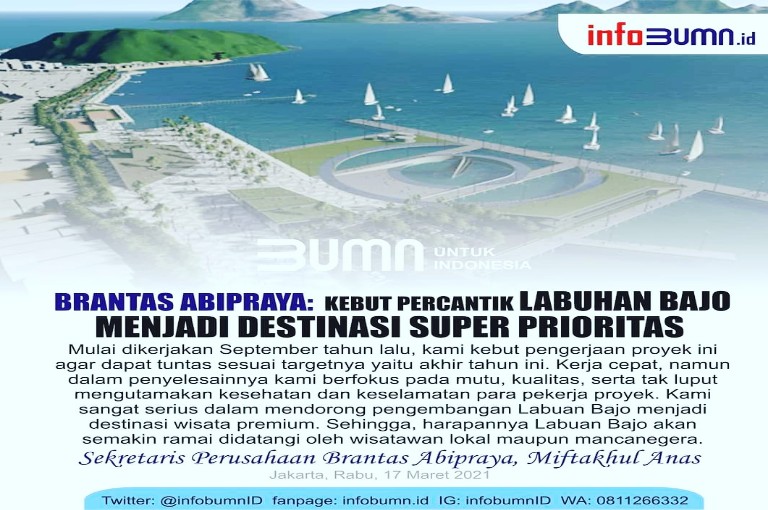 infoBUMN.id
BUMN UNTUK INDONESIA
BRANTAS ABIPRAYA: KEBUT PERCANTIK LABUHAN BAJO
MENJADI DESTINASI SUPER PRIORITAS
Mulai dikerjakan September tahun lalu, kami kebut pengerjaan proyek ini
agar dapat tuntas sesuai targetnya yaitu akhir tahun ini. Kerja cepat, namun
dalam penyelesainnya kami berfokus pada mutu, kualitas, serta tak luput
mengutamakan kesehatan dan keselamatan para pekerja proyek. Kami
sangat serius dalam mendorong pengembangan Labuan Bajo menjadi
destinasi wisata premium. Sehingga, harapannya Labuan Bajo akan
semakin ramai didatangi oleh wisatawan lokal maupun mancanegera.
Sekretaris Perusahaan Brantas Abipraya, Miftakhul Anas
Jakarta, Rabu, 17 Maret 2021
Twitter: @infobumnID fanpage: infobumn.id IG: infobumnID WA: 0811266332